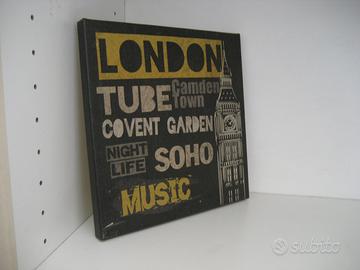 LONDON
TUBE
Camden
Town
COVENT GARDEN
NIGHT
LIFE
SOHO
MUSIC
subito